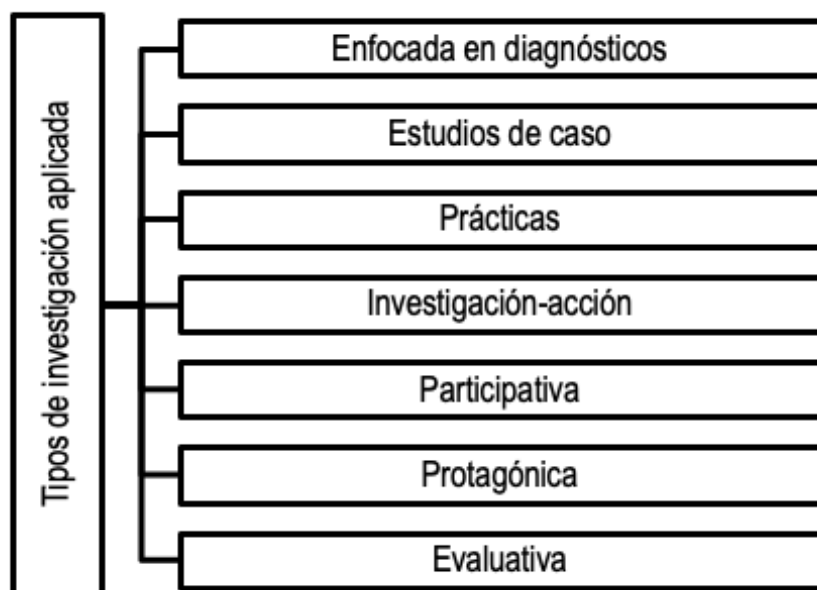 Tipos de investigación aplicada
Enfocada en diagnósticos
Estudios de caso
Prácticas
Investigación-acción
Participativa
Protagónica
Evaluativa